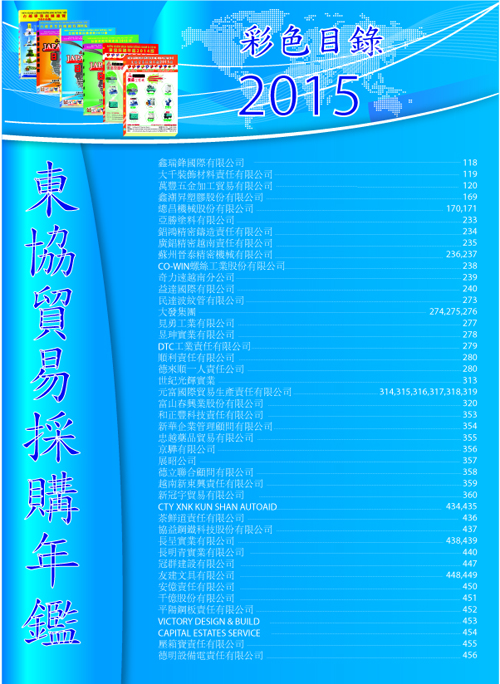 彩色目錄
2015
東協貿易採購年鑑
鑫瑞鋒國際有限公司 118
大千裝飾材料責任有限公司 119
萬豐五金加工貿易有限公司 120
鑫潮昇塑膠股份有限公司 169
總昌機械股份有限公司 170,171
亞勝塗料有限公司 233
鋁鴻精密鑄造責任有限公司 234
廣鋁精密越南責任有限公司 235
蘇州晉泰精密機械有限公司 236,237
CO-WIN螺絲工業股份有限公司 238
奇力速越南分公司 239
益達國際有限公司 240
民達波紋管有限公司 273
大發集團 274,275,276
見勇工業有限公司 277
昱珅實業有限公司 278
DTC工業責任有限公司 279
順利責任有限公司 280
德來順一人責任公司 280
世紀光輝實業 313
元富國際貿易生產責任有限公司 314,315,316,317,318,319
富山春興業股份有限公司 320
和正豐科技責任有限公司 353
新華企業管理顧問有限公司 354
忠越藥品貿易有限公司 355
京驊有限公司 356
展昭公司 357
德立聯合顧問有限公司 358
越南新東興責任有限公司 359
新冠宇貿易有限公司 360
CTY XNK KUN SHAN AUTOAID 434,435
茶鮮道責任有限公司 436
協益鋼鐵科技股份有限公司 437
長呈實業有限公司 438,439
長明青實業有限公司 440
冠群建設有限公司 447
友建文具有限公司 448,449
安億責任有限公司 450
千億股份有限公司 451
平陽鋼板責任有限公司 452
VICTORY DESIGN & BUILD 453
CAPITAL ESTATES SERVICE 454
壓箱寶責任有限公司 455
德明設備電責任有限公司 456